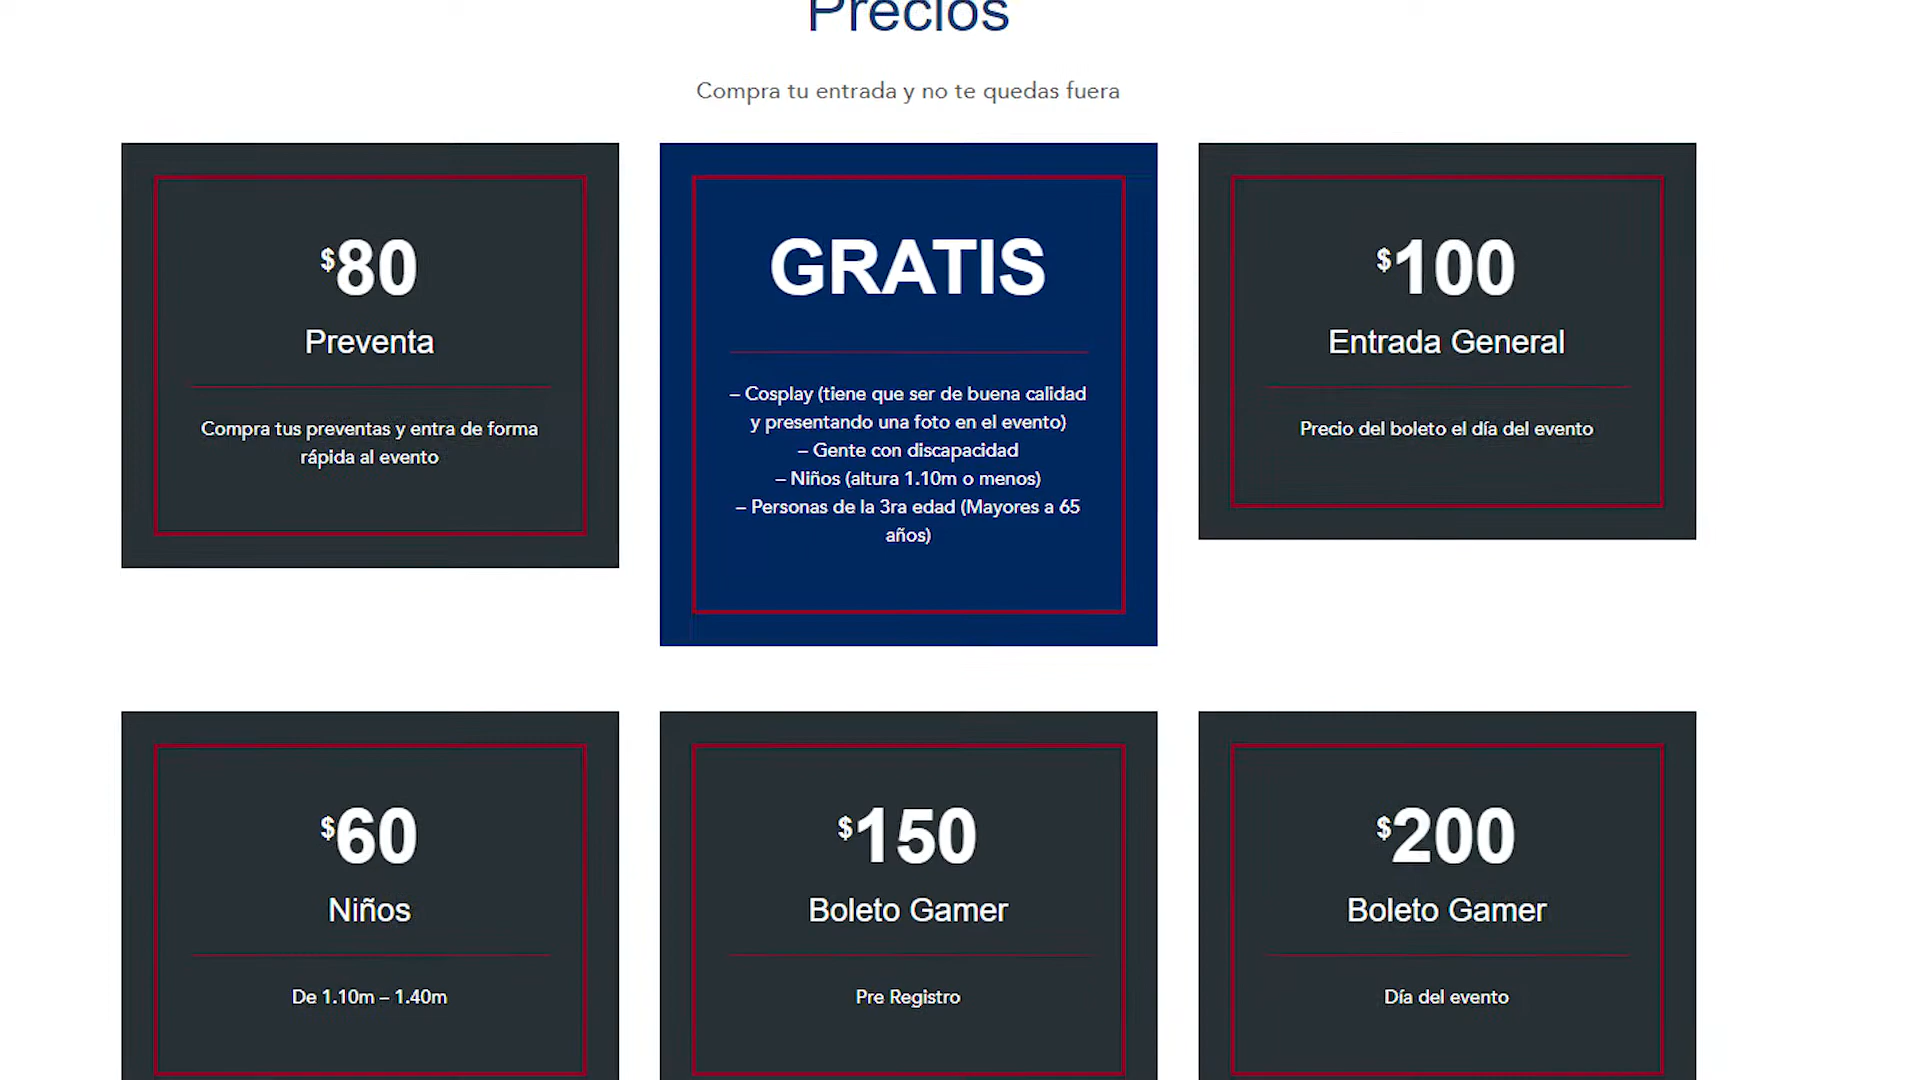 Precios
Compra tu entrada y no te quedas fuera
$80
Preventa
Compra tus preventas y entra de forma
rápida al evento
GRATIS
– Cosplay (tiene que ser de buena calidad
y presentando una foto en el evento)
– Gente con discapacidad
– Niños (altura 1.10m o menos)
– Personas de la 3ra edad (Mayores a 65
años)
$100
Entrada General
Precio del boleto el día del evento
$60
Niños
De 1.10m – 1.40m
$150
Boleto Gamer
Pre Registro
$200
Boleto Gamer
Día del evento